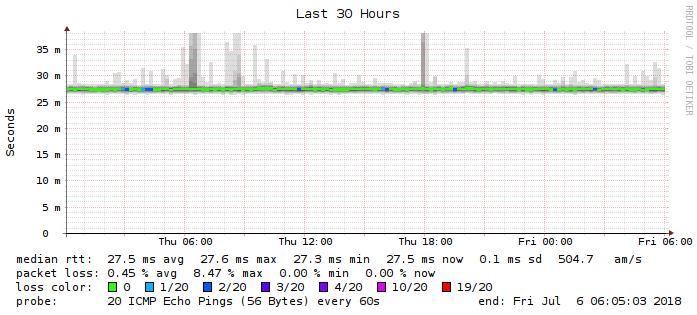 Last 30 Hours
RRDTOOL / TOBI OETIKER
Seconds
35 m
30 m
25 m
20 m
15 m
10 m
5 m
0
Thu 06:00 Thu 12:00 Thu 18:00 Fri 00:00 Fri 06:00
median rtt: 27.5 ms avg 27.6 ms max 27.3 ms min 27.5 ms now 0.1 ms sd 504.7 am/s
packet loss: 0.45 % avg 8.47 % max 0.00 % min 0.00 % now
loss color: 0 1/20 2/20 3/20 4/20 10/20 19/20
probe: 20 ICMP Echo Pings (56 Bytes) every 60s end: Fri Jul 6 06:05:03 2018